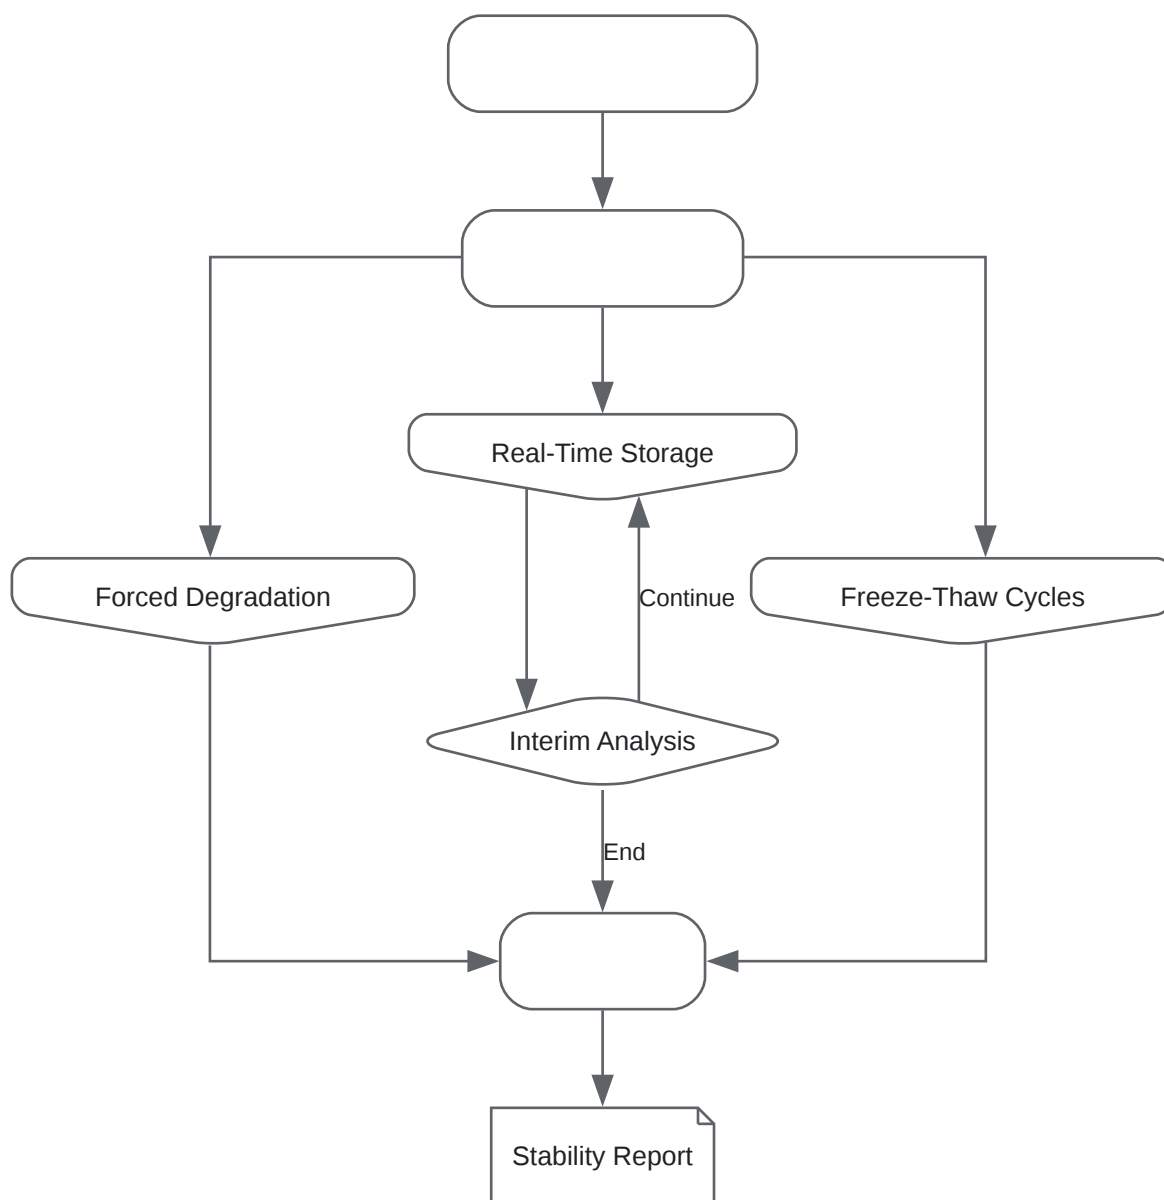 Real-Time Storage
Forced Degradation
Continue
Freeze-Thaw Cycles
Interim Analysis
End
Stability Report